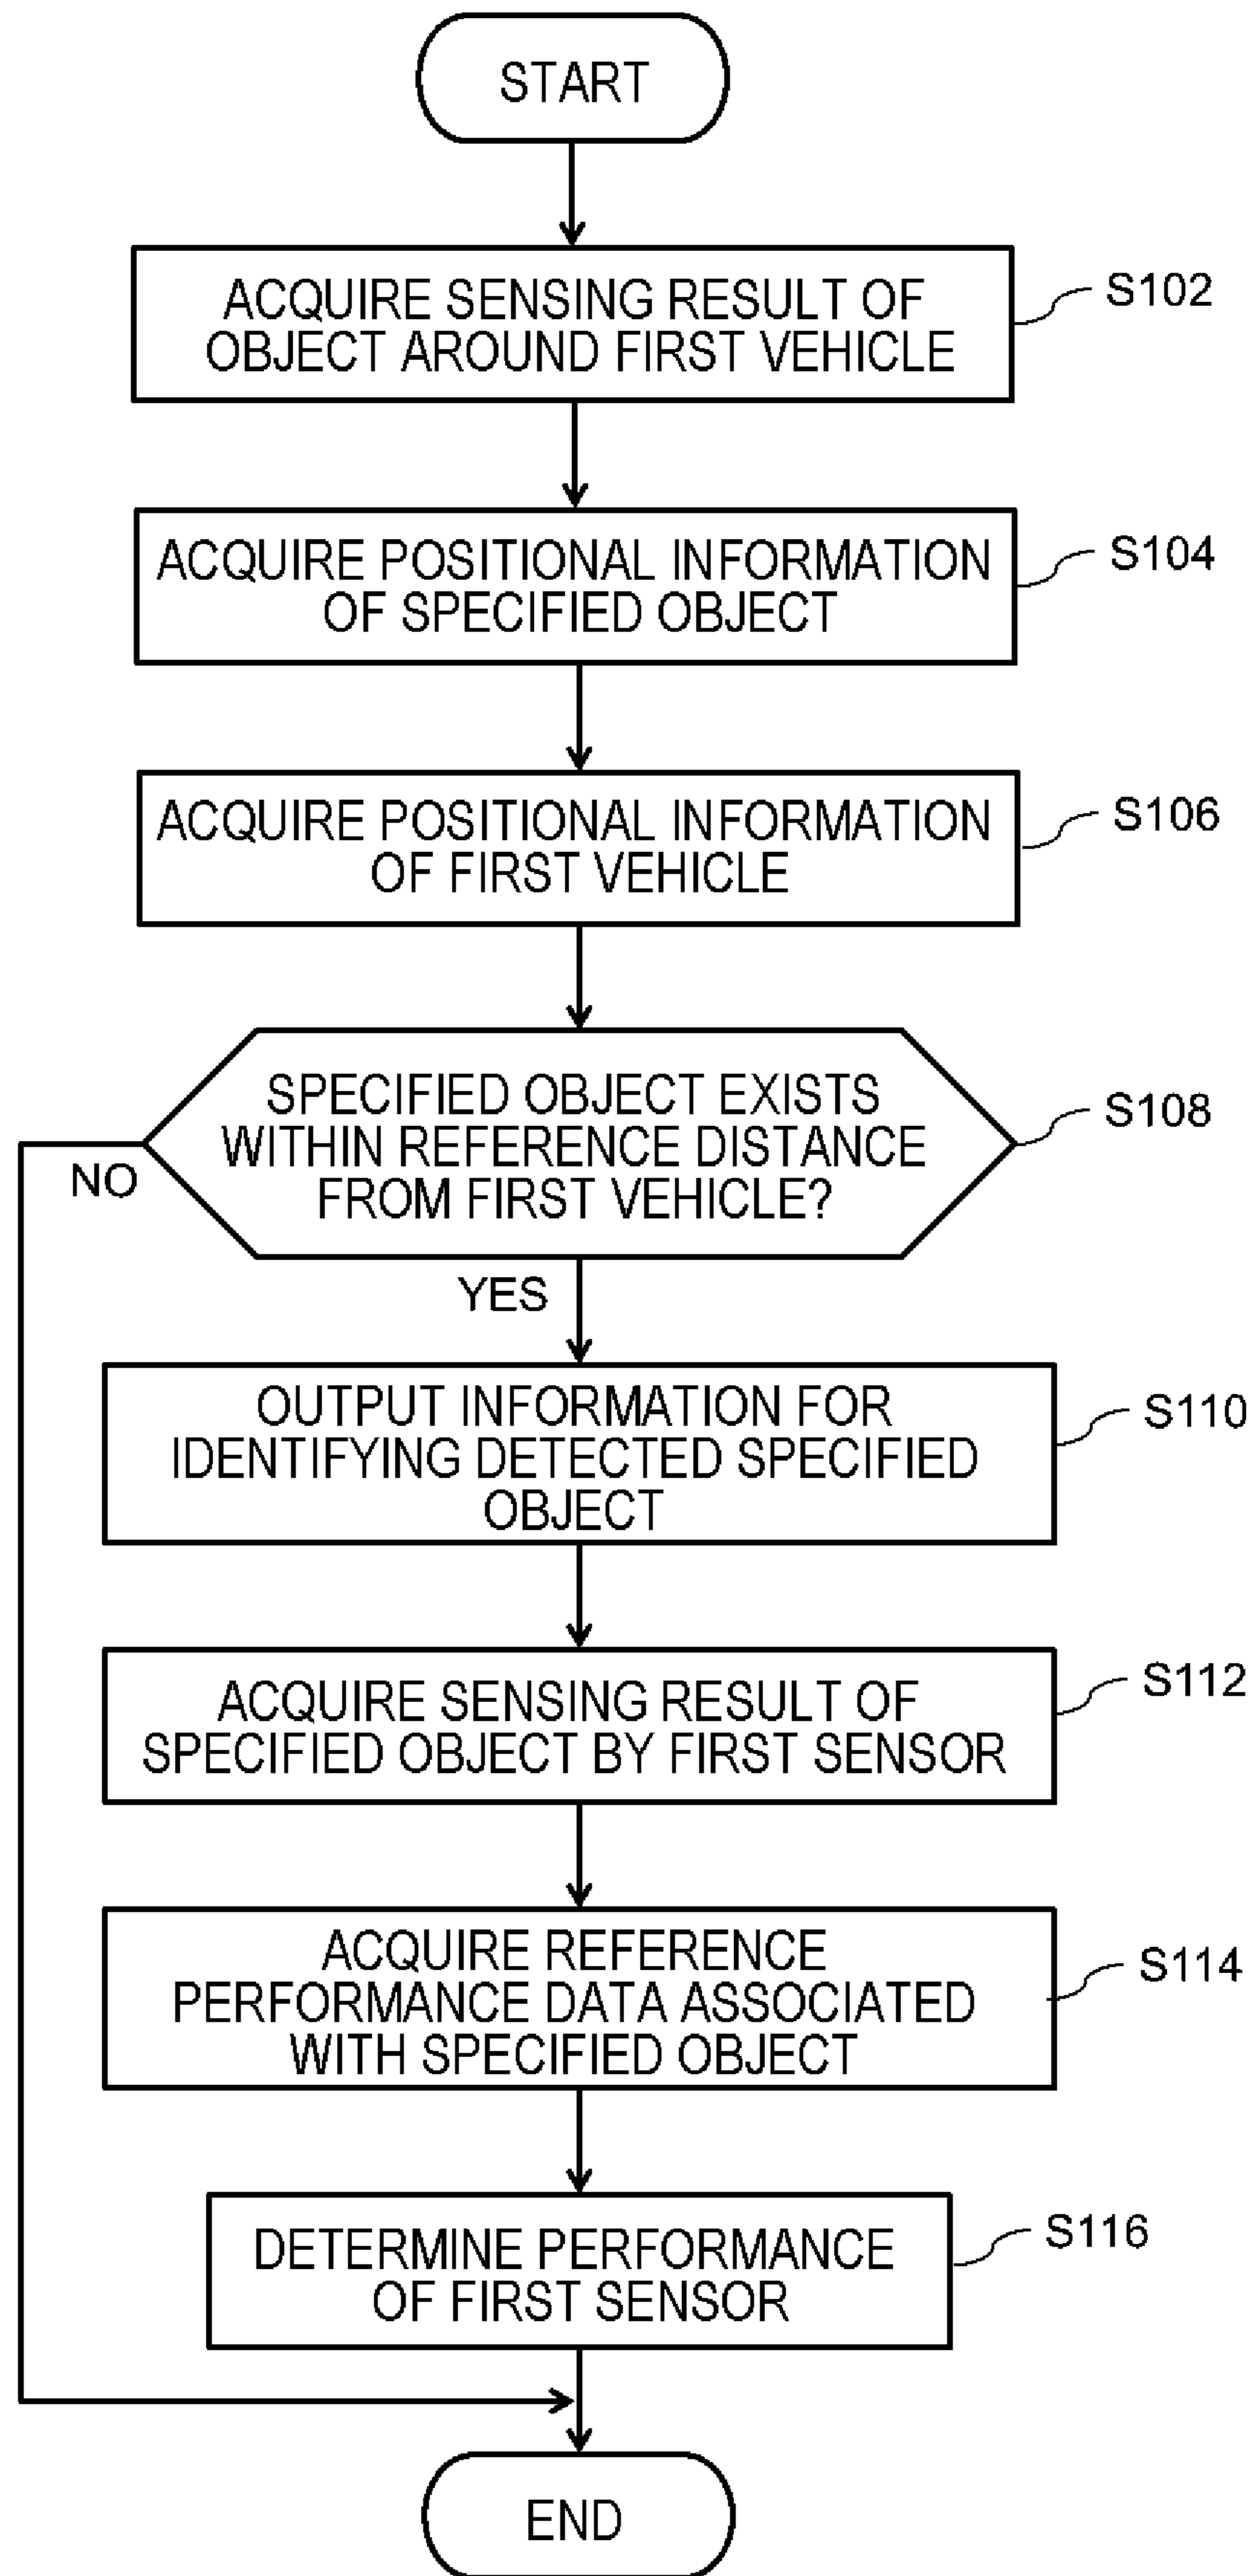 START
ACQUIRE SENSING RESULT OF
OBJECT AROUND FIRST VEHICLE
S102
ACQUIRE POSITIONAL INFORMATION
OF SPECIFIED OBJECT
S104
ACQUIRE POSITIONAL INFORMATION
OF FIRST VEHICLE
S106
SPECIFIED OBJECT EXISTS
WITHIN REFERENCE DISTANCE
FROM FIRST VEHICLE?
S108
NO
YES
OUTPUT INFORMATION FOR
IDENTIFYING DETECTED SPECIFIED
OBJECT
S110
ACQUIRE SENSING RESULT OF
SPECIFIED OBJECT BY FIRST SENSOR
S112
ACQUIRE REFERENCE
PERFORMANCE DATA ASSOCIATED
WITH SPECIFIED OBJECT
S114
DETERMINE PERFORMANCE
OF FIRST SENSOR
S116
END